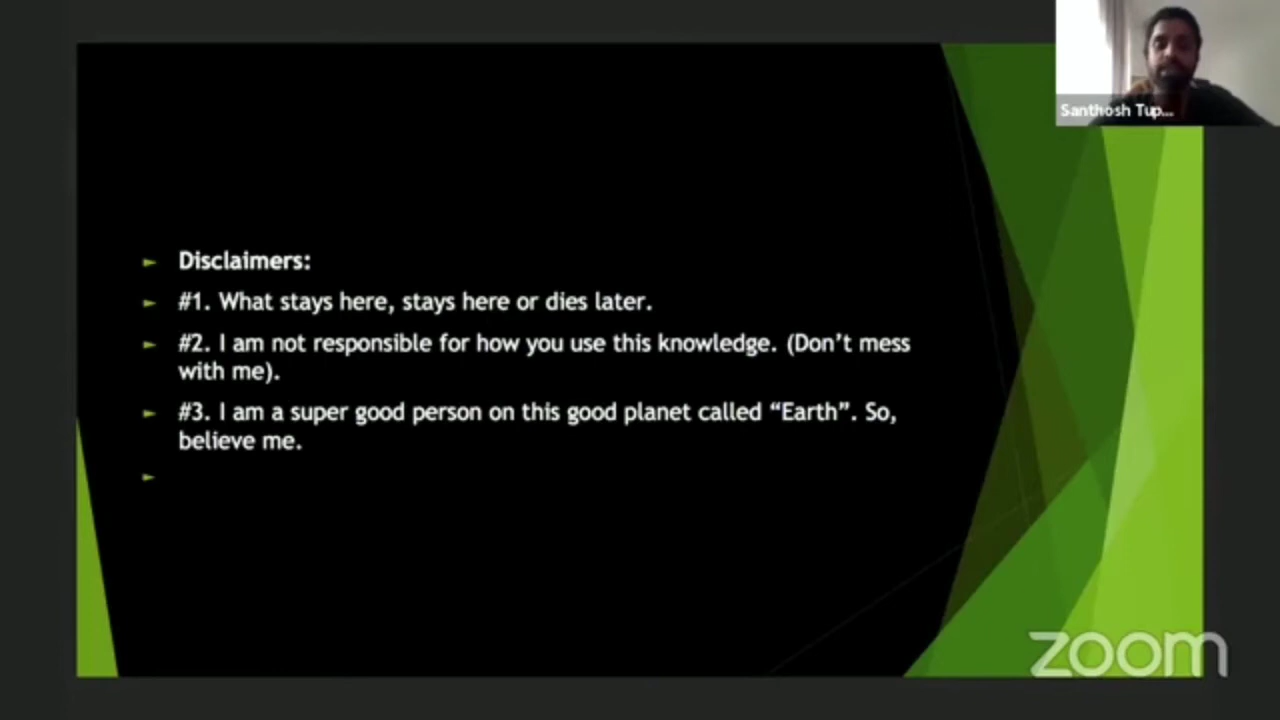 Santhosh Tup...
Disclaimers:
#1. What stays here, stays here or dies later.
#2. I am not responsible for how you use this knowledge. (Don’t mess
with me).
#3. I am a super good person on this good planet called “Earth”. So,
believe me.
zoom